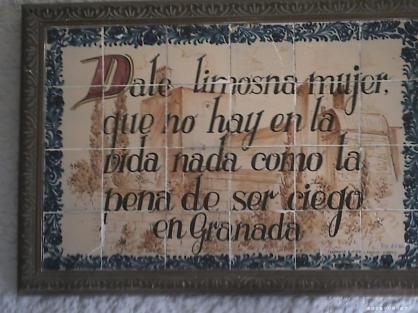 Dale limosna mujer,
que no hay en la
vida nada como la
pena de ser ciego
en Granada